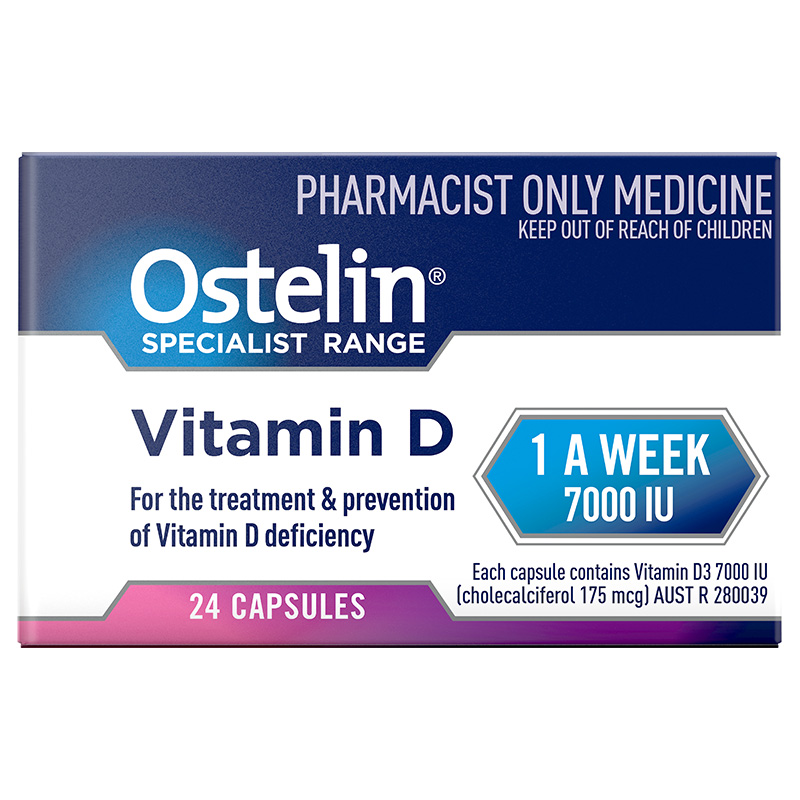 PHARMACIST ONLY MEDICINE
KEEP OUT OF REACH OF CHILDREN
Ostelin®
SPECIALIST RANGE
Vitamin D
For the treatment & prevention
of Vitamin D deficiency
1 A WEEK
7000 IU
Each capsule contains Vitamin D3 7000 IU
(cholecalciferol 175 mcg) AUST R 280039
24 CAPSULES